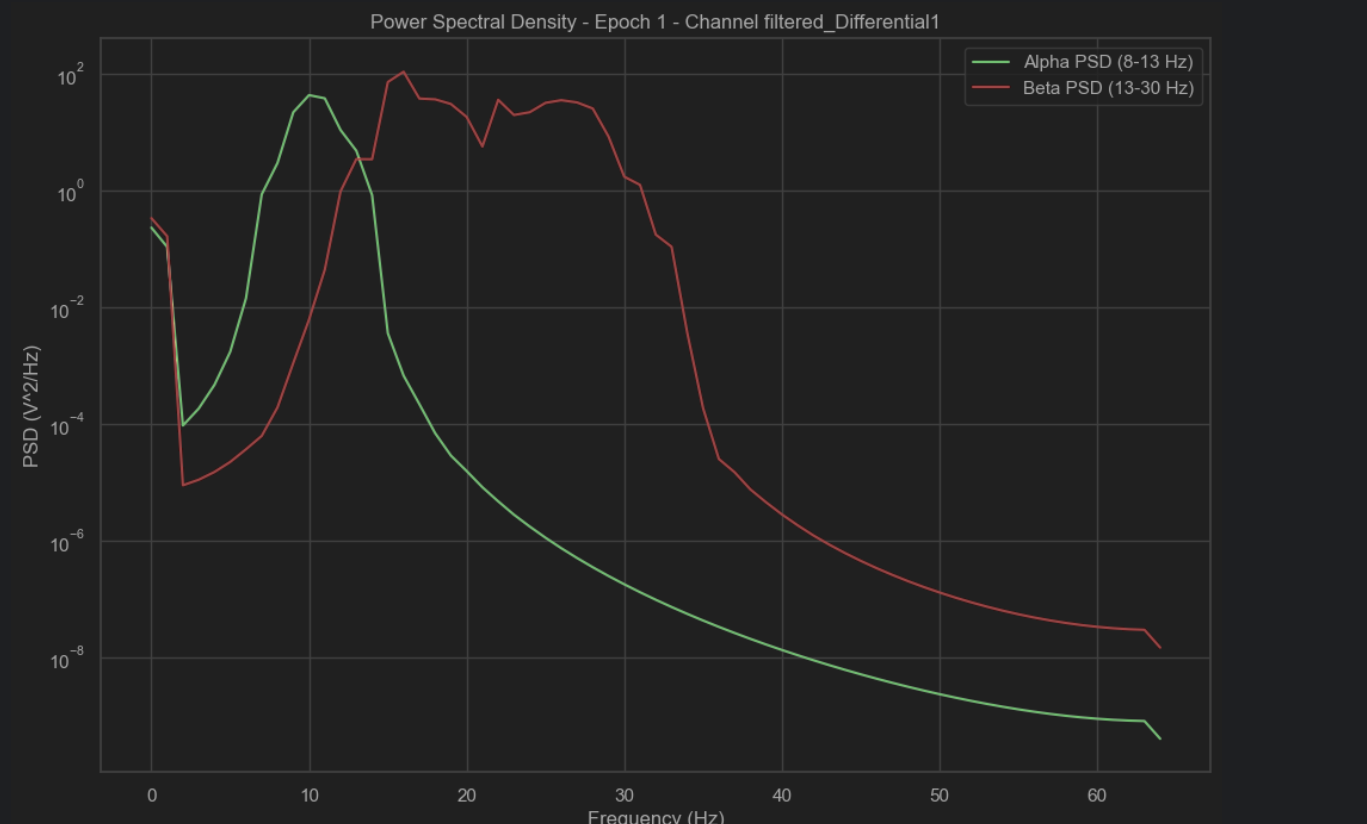 Power Spectral Density - Epoch 1 - Channel filtered_Differential1
Alpha PSD (8-13 Hz)
Beta PSD (13-30 Hz)
PSD (V^2/Hz)
10^2
10^0
10^−2
10^−4
10^−6
10^−8
0 10 20 30 40 50 60
Frequency (Hz)